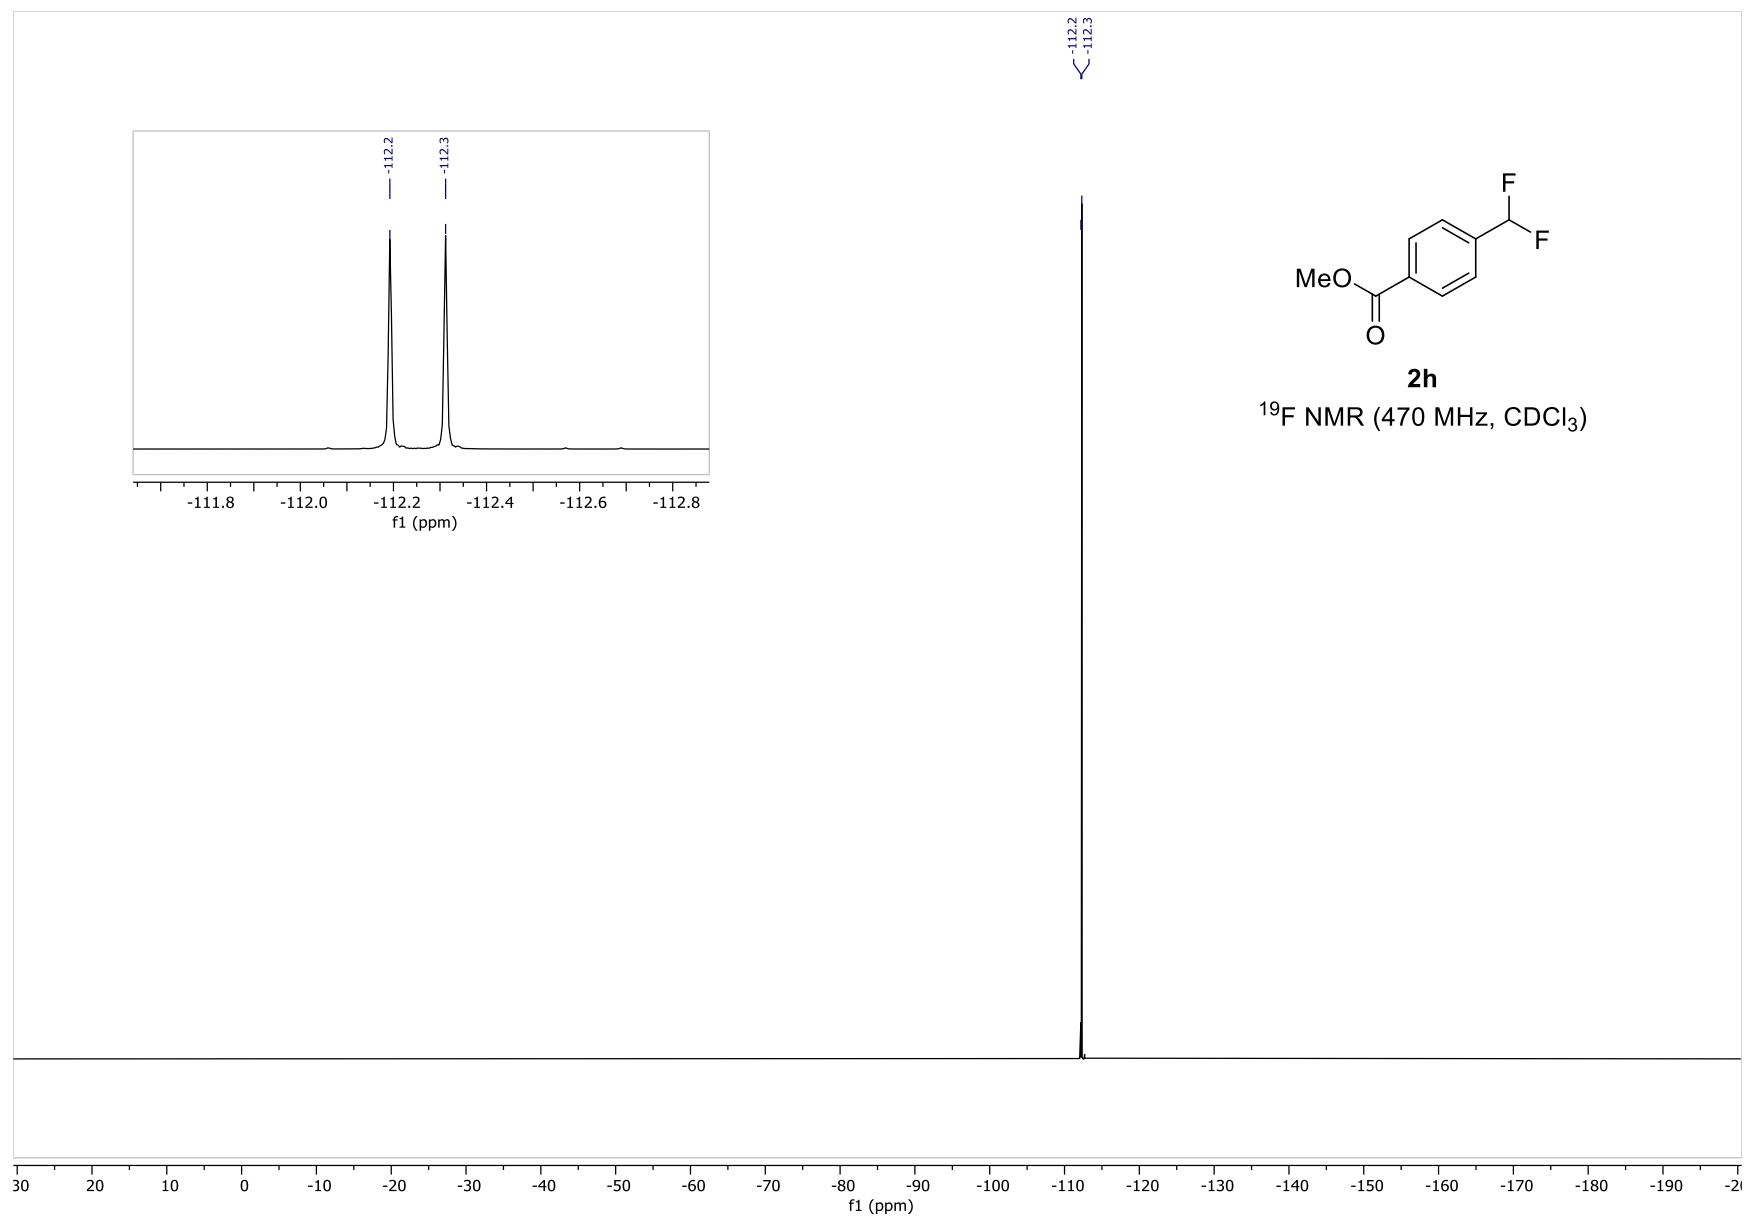 -112.2
-112.3
-112.2
-112.3
-111.8 -112.0 -112.2 -112.4 -112.6 -112.8
f1 (ppm)
F
F
MeO
O
2h
¹⁹F NMR (470 MHz, CDCl₃)
30 20 10 0 -10 -20 -30 -40 -50 -60 -70 -80 -90 -100 -110 -120 -130 -140 -150 -160 -170 -180 -190
f1 (ppm)